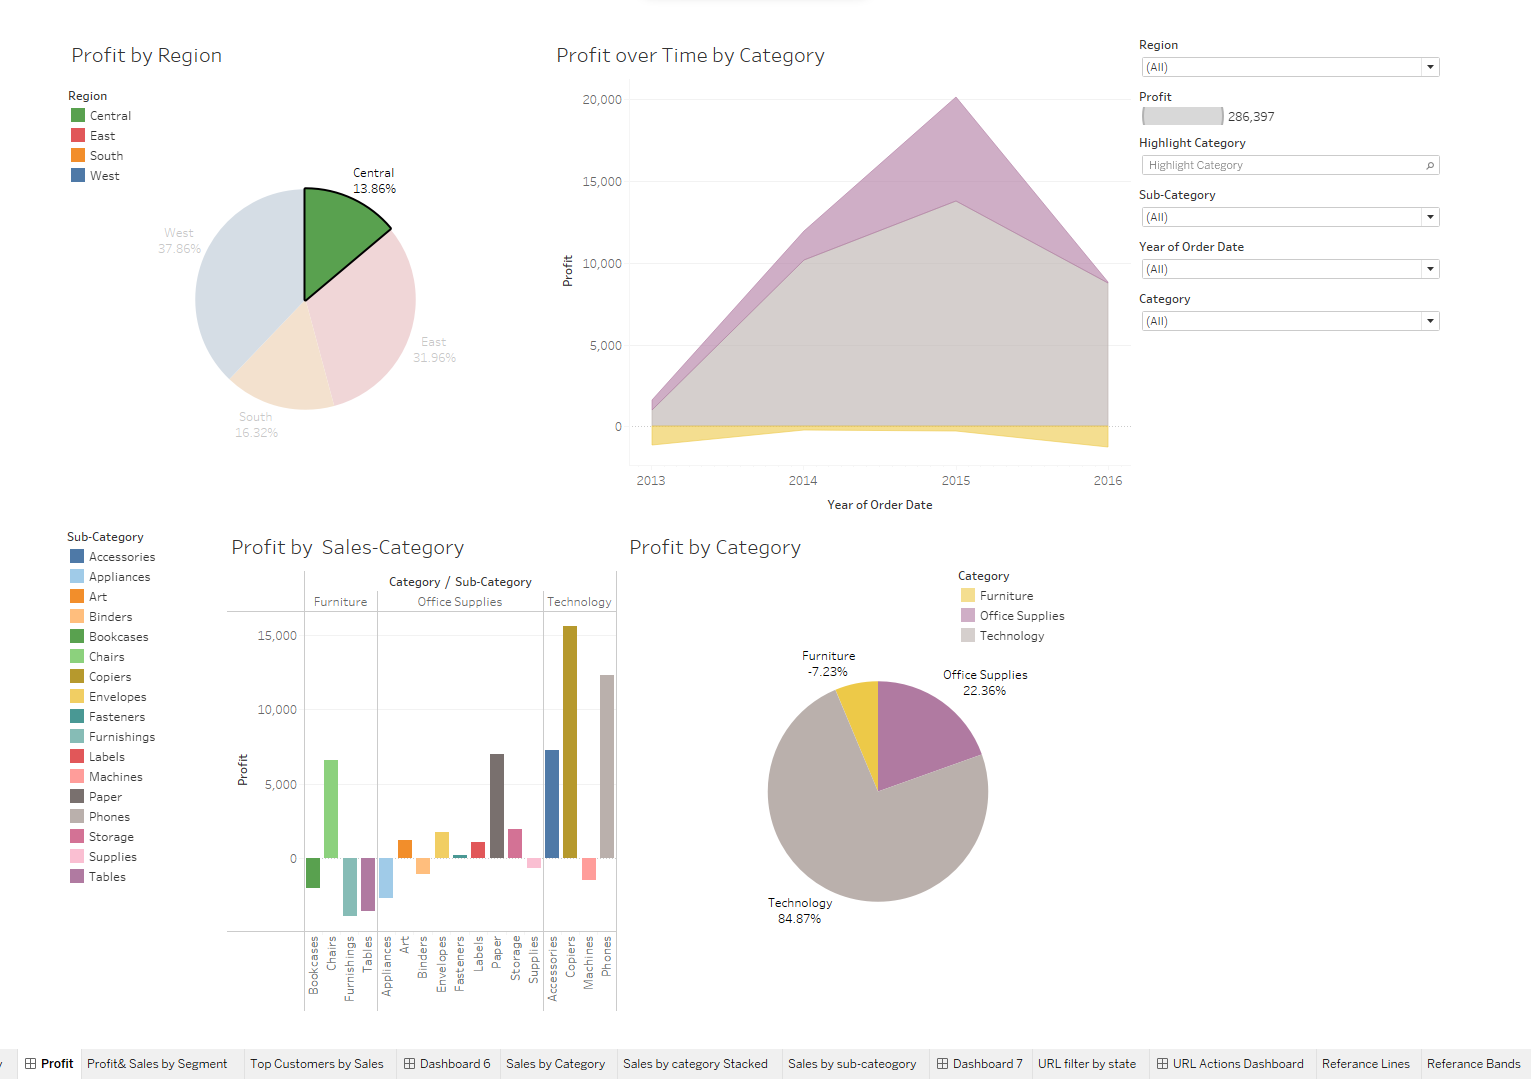 Profit by Region
Region
Central
East
South
West
Central
13.86%
West
37.86%
East
31.96%
South
16.32%
Profit over Time by Category
20,000
15,000
10,000
5,000
0
Profit
2013 2014 2015 2016
Year of Order Date
Region
(All)
Profit
286,397
Highlight Category
Highlight Category
Sub-Category
(All)
Year of Order Date
(All)
Category
(All)
Sub-Category
Accessories
Appliances
Art
Binders
Bookcases
Chairs
Copiers
Envelopes
Fasteners
Furnishings
Labels
Machines
Paper
Phones
Storage
Supplies
Tables
Profit by Sales-Category
Category / Sub-Category
Furniture Office Supplies Technology
15,000
10,000
5,000
0
Profit
Bookcases
Chairs
Furnishings
Tables
Appliances
Art
Binders
Envelopes
Fasteners
Labels
Paper
Storage
Supplies
Accessories
Copiers
Machines
Phones
Profit by Category
Category
Furniture
Office Supplies
Technology
Furniture
-7.23%
Office Supplies
22.36%
Technology
84.87%
Profit Profit& Sales by Segment Top Customers by Sales Dashboard 6 Sales by Category Sales by category Stacked Sales by sub-cateogory Dashboard 7 URL filter by state URL Actions Dashboard Referance Lines Referance Bands